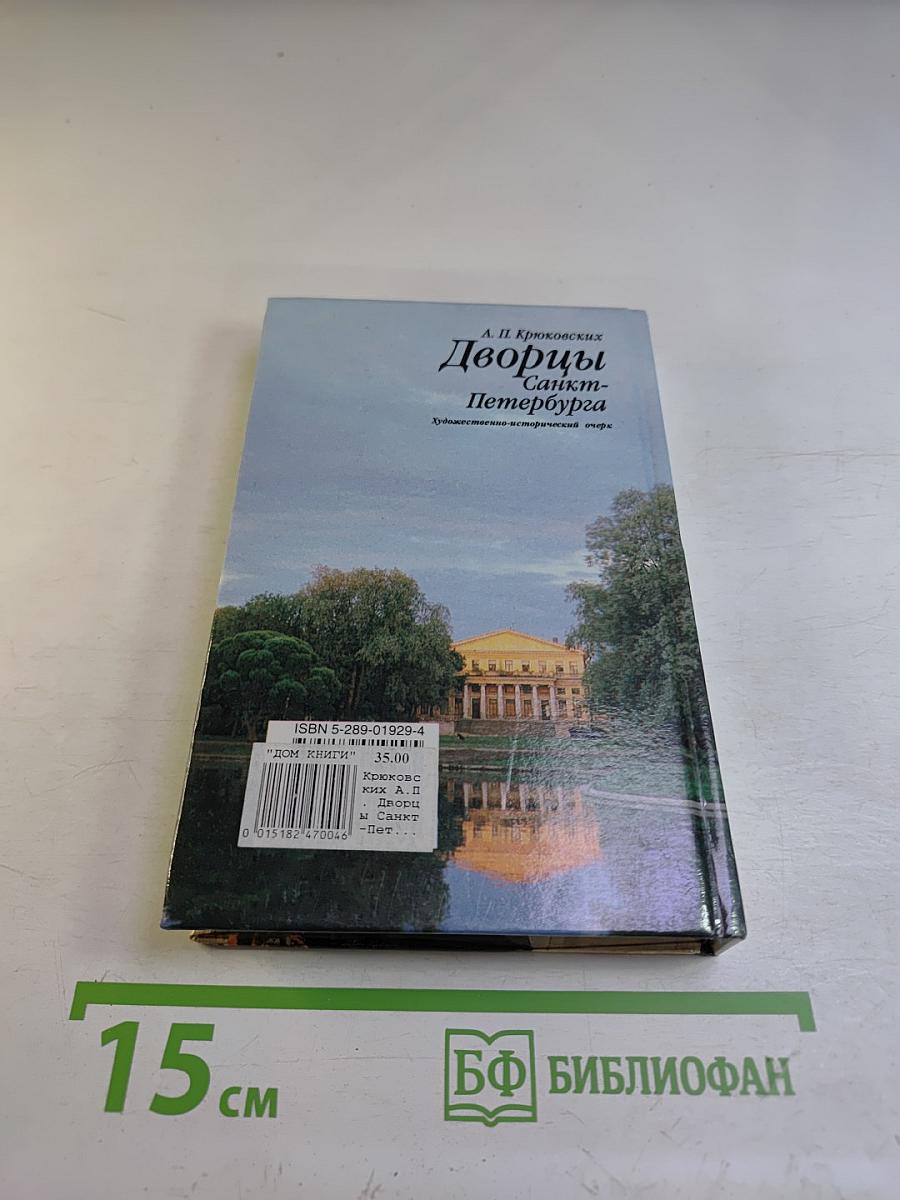 А. П. Крюковских
Дворцы
Санкт-
Петербурга
Художественно-исторический очерк
ISBN 5-289-01929-4
"ДОМ КНИГИ" 35.00
Крюковс
ких А.П
. Дворц
ы Санкт
-Пет...
0 015182 470046
15 см
БФ БИБЛИОФАН